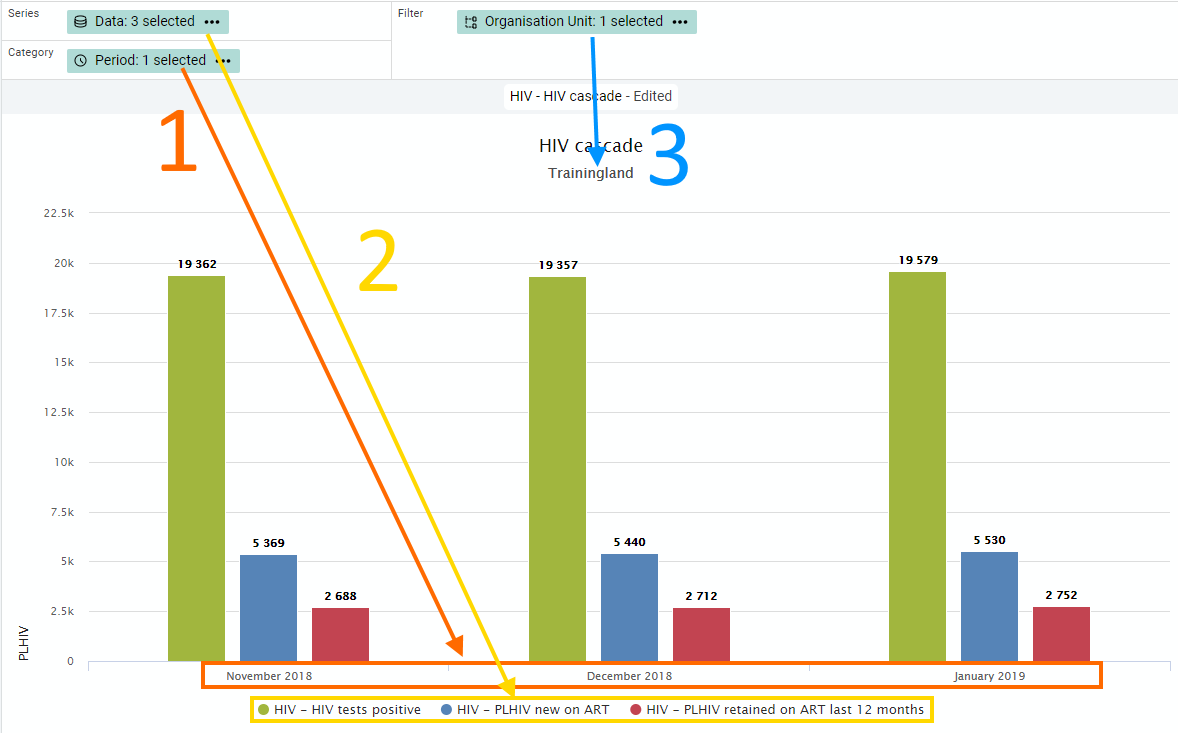 Series
Data: 3 selected
Filter
Organisation Unit: 1 selected
Category
Period: 1 selected
HIV - HIV cascade - Edited
1
HIV cascade
3
Trainingland
2
22.5k
20k
17.5k
15k
12.5k
10k
7.5k
5k
2.5k
0
PLHIV
19 362
5 369
2 688
19 357
5 440
2 712
19 579
5 530
2 752
November 2018
December 2018
January 2019
HIV – HIV tests positive
HIV – PLHIV new on ART
HIV – PLHIV retained on ART last 12 months